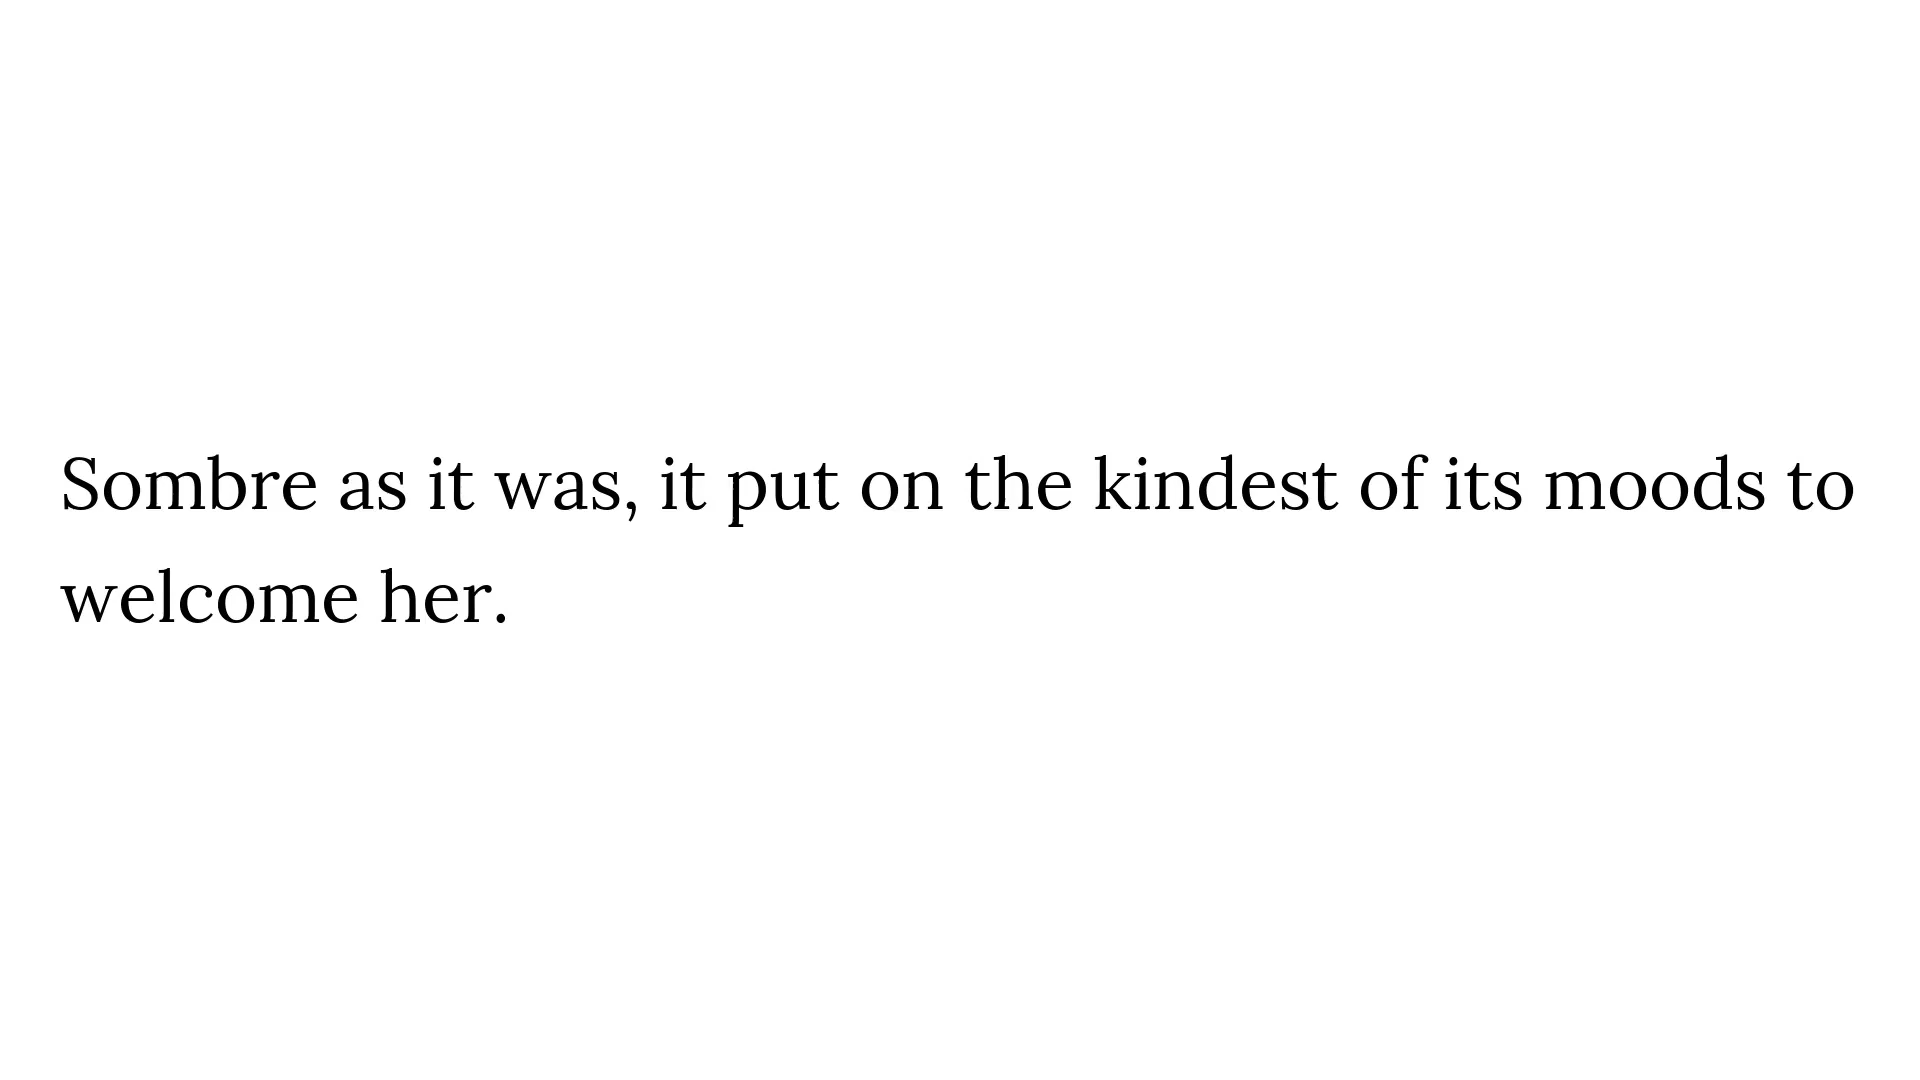 Sombre as it was, it put on the kindest of its moods to
welcome her.